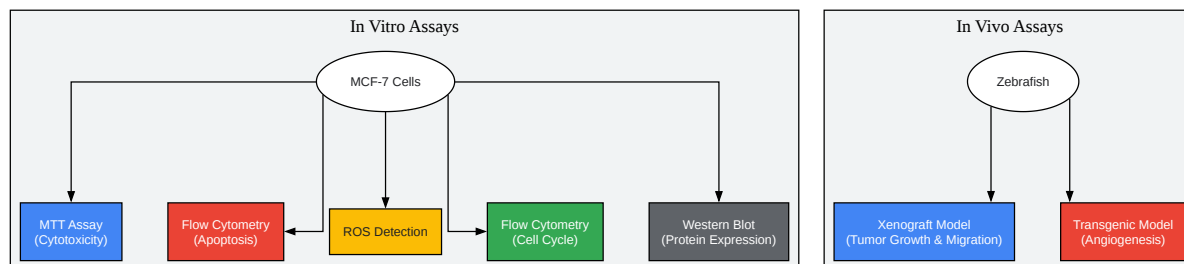 In Vitro Assays
MCF-7 Cells
MTT Assay
(Cytotoxicity)
Flow Cytometry
(Apoptosis)
ROS Detection
Flow Cytometry
(Cell Cycle)
Western Blot
(Protein Expression)
In Vivo Assays
Zebrafish
Xenograft Model
(Tumor Growth & Migration)
Transgenic Model
(Angiogenesis)